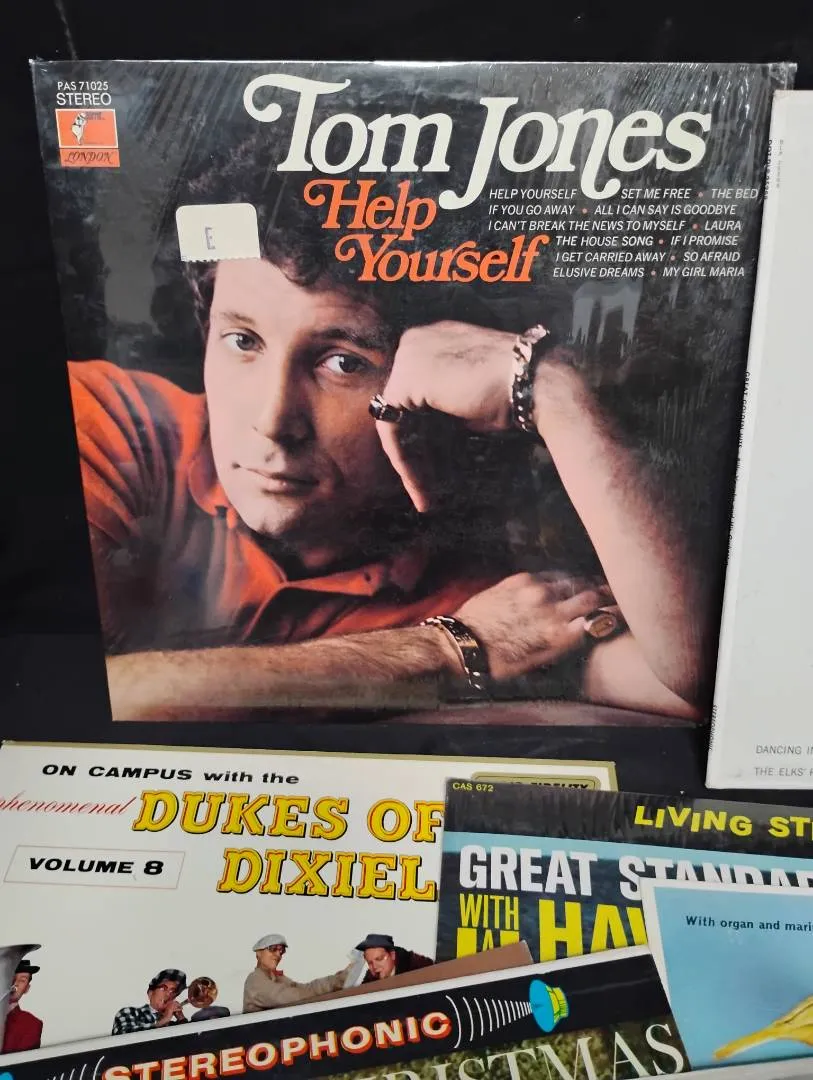 PAS 71025
STEREO
LONDON
Tom Jones
Help
Yourself
HELP YOURSELF SET ME FREE • THE BED
IF YOU GO AWAY • ALL I CAN SAY IS GOODBYE
I CAN'T BREAK THE NEWS TO MYSELF • LAURA
THE HOUSE SONG • IF I PROMISE
I GET CARRIED AWAY • SO AFRAID
ELUSIVE DREAMS • MY GIRL MARIA
E
DANCING IN
THE ELKS'
ON CAMPUS with the
phenomenal
DUKES OF
DIXIEL
VOLUME 8
CAS 672
LIVING ST
GREAT STANDAR
WITH
HA
With organ and mari
STEREOPHONIC
RISTMAS